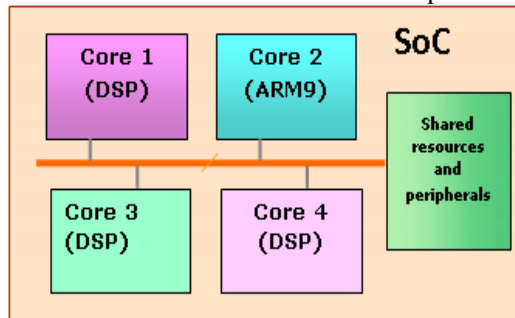 SoC
Core 1
(DSP)
Core 2
(ARM9)
Shared
resources
and
peripherals
Core 3
(DSP)
Core 4
(DSP)